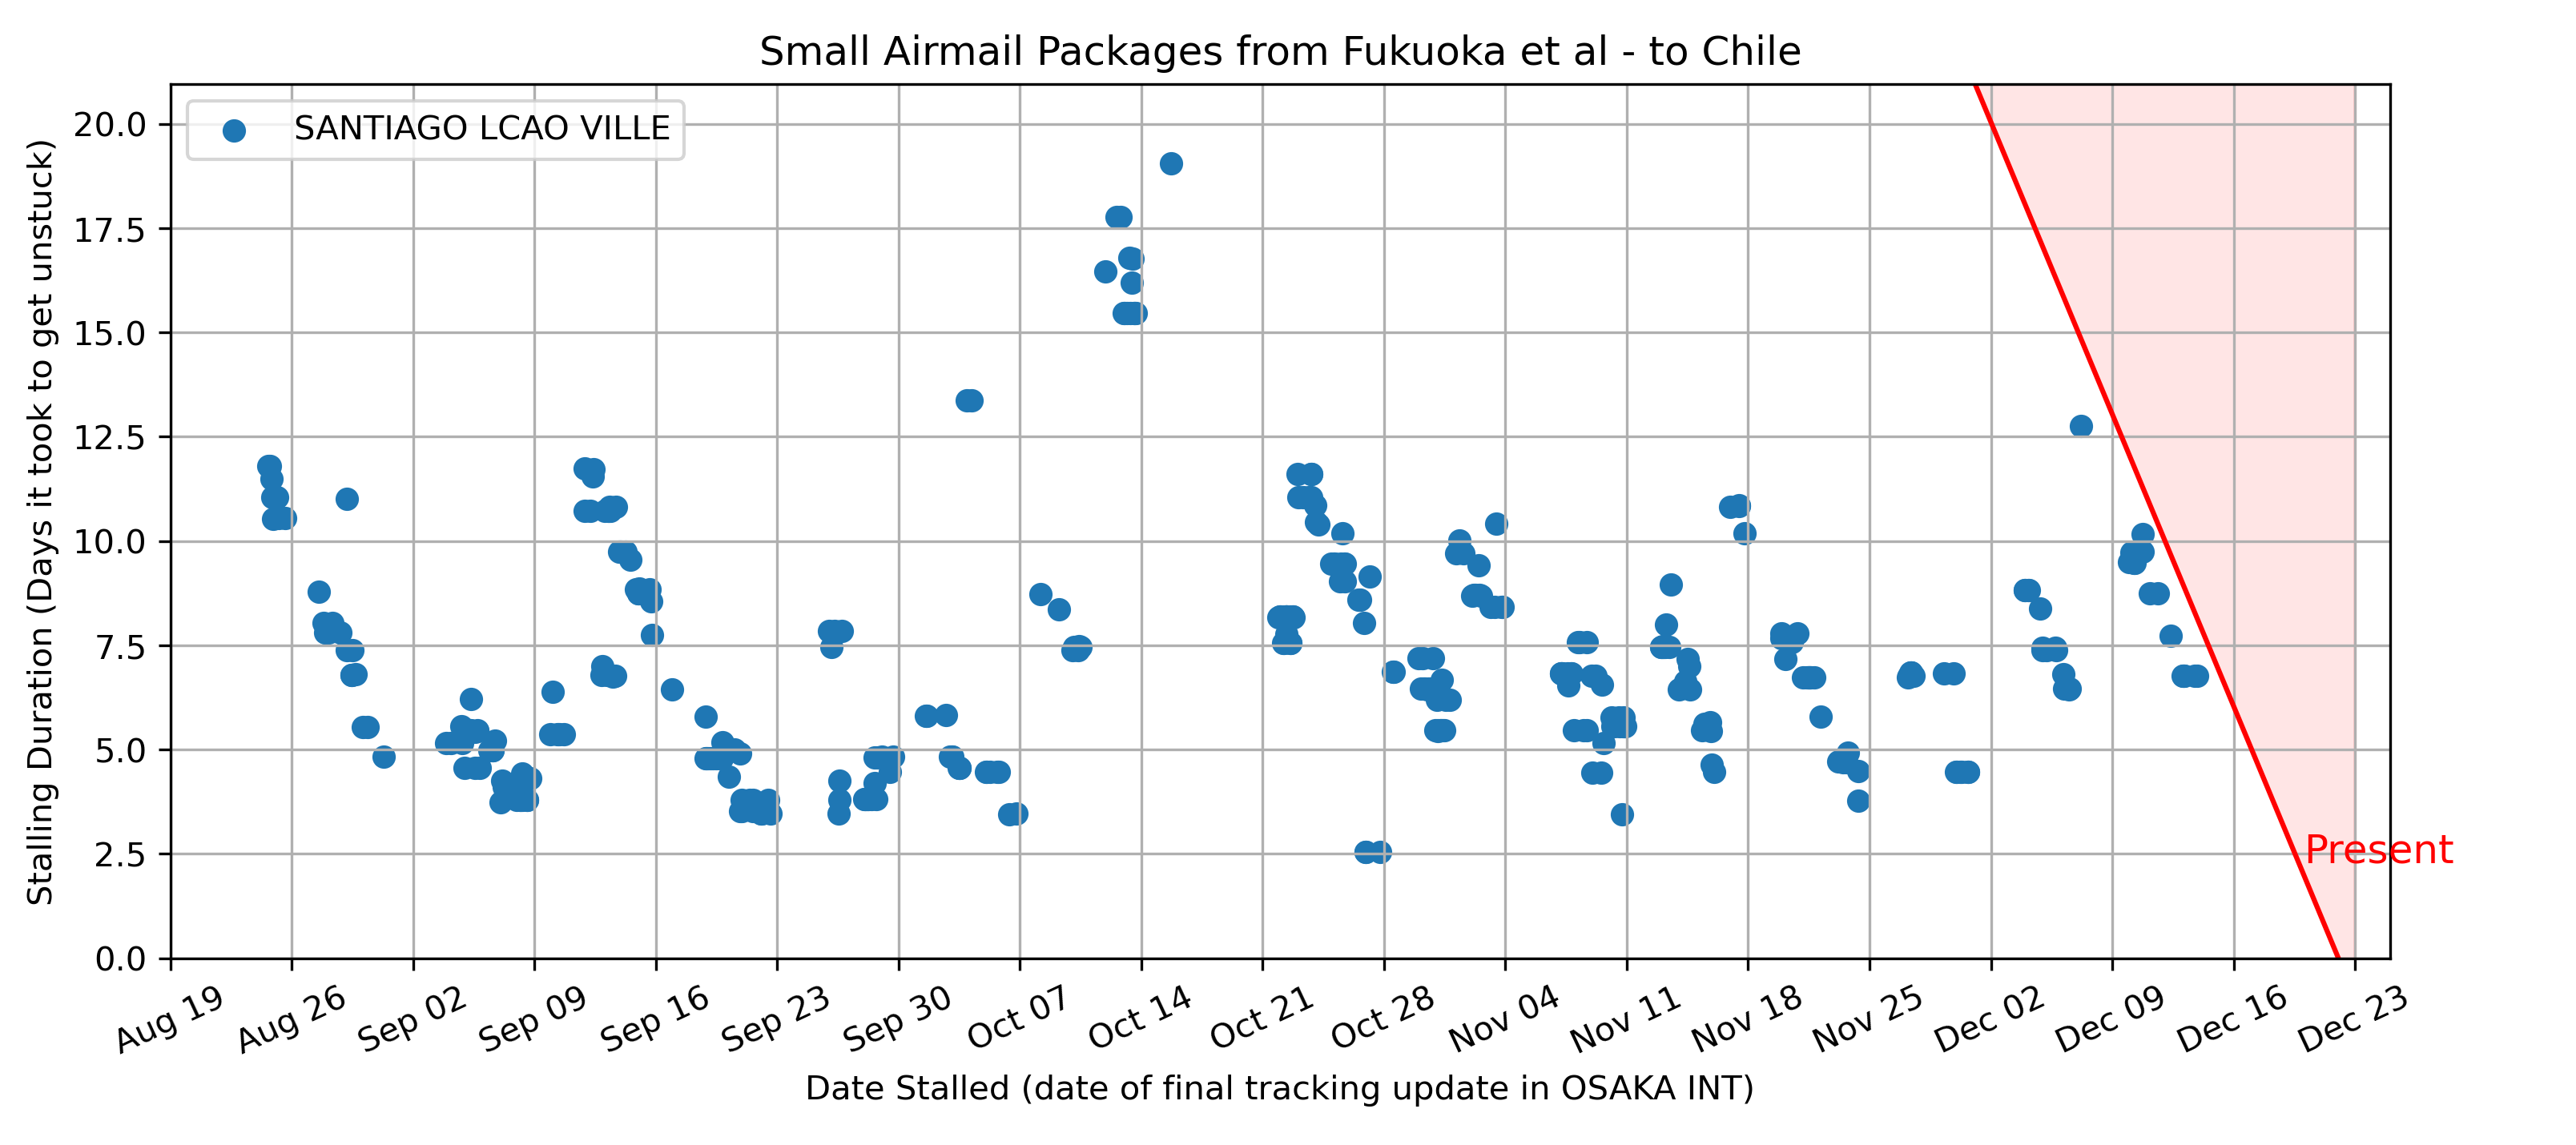 Small Airmail Packages from Fukuoka et al - to Chile
SANTIAGO LCAO VILLE
Stalling Duration (Days it took to get unstuck)
20.0
17.5
15.0
12.5
10.0
7.5
5.0
2.5
0.0
Present
Aug 19
Aug 26
Sep 02
Sep 09
Sep 16
Sep 23
Sep 30
Oct 07
Oct 14
Oct 21
Oct 28
Nov 04
Nov 11
Nov 18
Nov 25
Dec 02
Dec 09
Dec 16
Dec 23
Date Stalled (date of final tracking update in OSAKA INT)